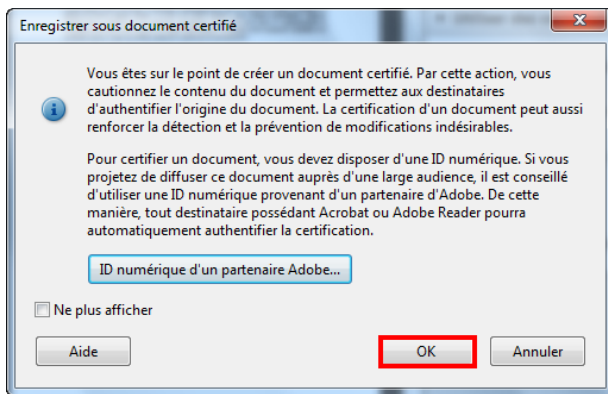 Enregistrer sous document certifié
Vous êtes sur le point de créer un document certifié. Par cette action, vous
cautionnez le contenu du document et permettez aux destinataires
d'authentifier l'origine du document. La certification d'un document peut aussi
renforcer la détection et la prévention de modifications indésirables.
Pour certifier un document, vous devez disposer d'une ID numérique. Si vous
projetez de diffuser ce document auprès d'une large audience, il est conseillé
d'utiliser une ID numérique provenant d'un partenaire d'Adobe. De cette
manière, tout destinataire possédant Acrobat ou Adobe Reader pourra
automatiquement authentifier la certification.
ID numérique d'un partenaire Adobe...
Ne plus afficher
Aide OK Annuler